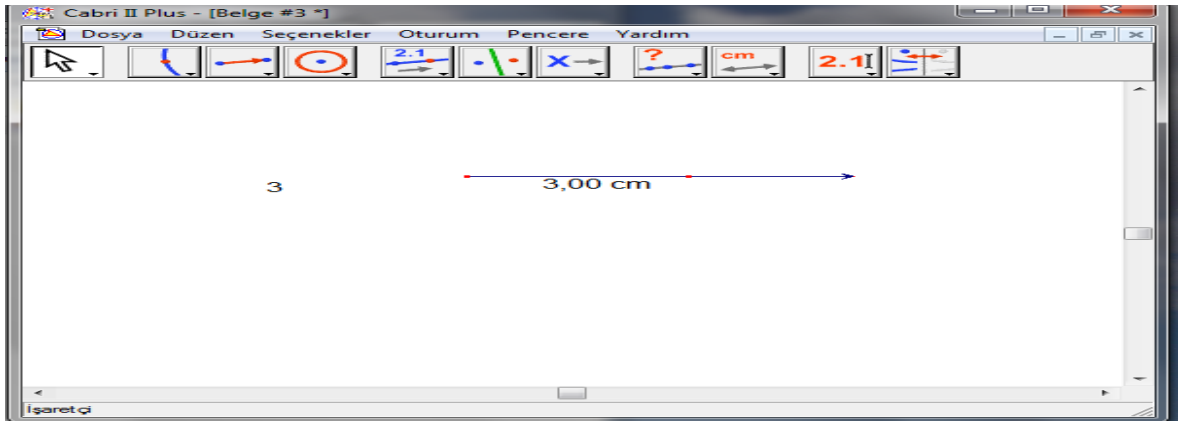 Cabri II Plus - [Belge #3 *]
Dosya Düzen Seçenekler Oturum Pencere Yardım
2.1 X ? cm 2.1
3
3,00 cm
İşaretçi